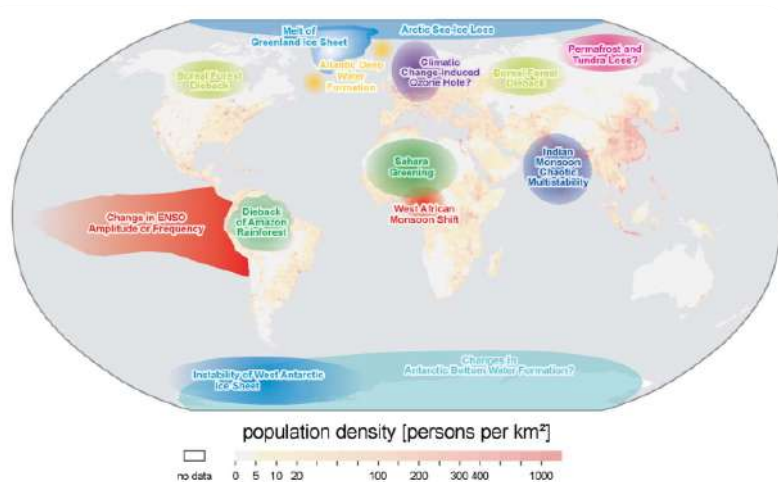 Melt of
Greenland Ice Sheet
Arctic Sea-Ice Loss
Boreal Forest
Dieback
Atlantic Deep
Water
Formation
Climatic
Change-Induced
Ozone Hole?
Boreal Forest
Dieback
Permafrost and
Tundra Loss?
Sahara
Greening
Indian
Monsoon
Chaotic
Multistability
Change in ENSO
Amplitude or Frequency
Dieback
of Amazon
Rainforest
West African
Monsoon Shift
Instability of West Antarctic
Ice Sheet
Changes in
Antarctic Bottom Water Formation?
population density [persons per km²]
no data
0 5 10 20 100 200 300 400 1000